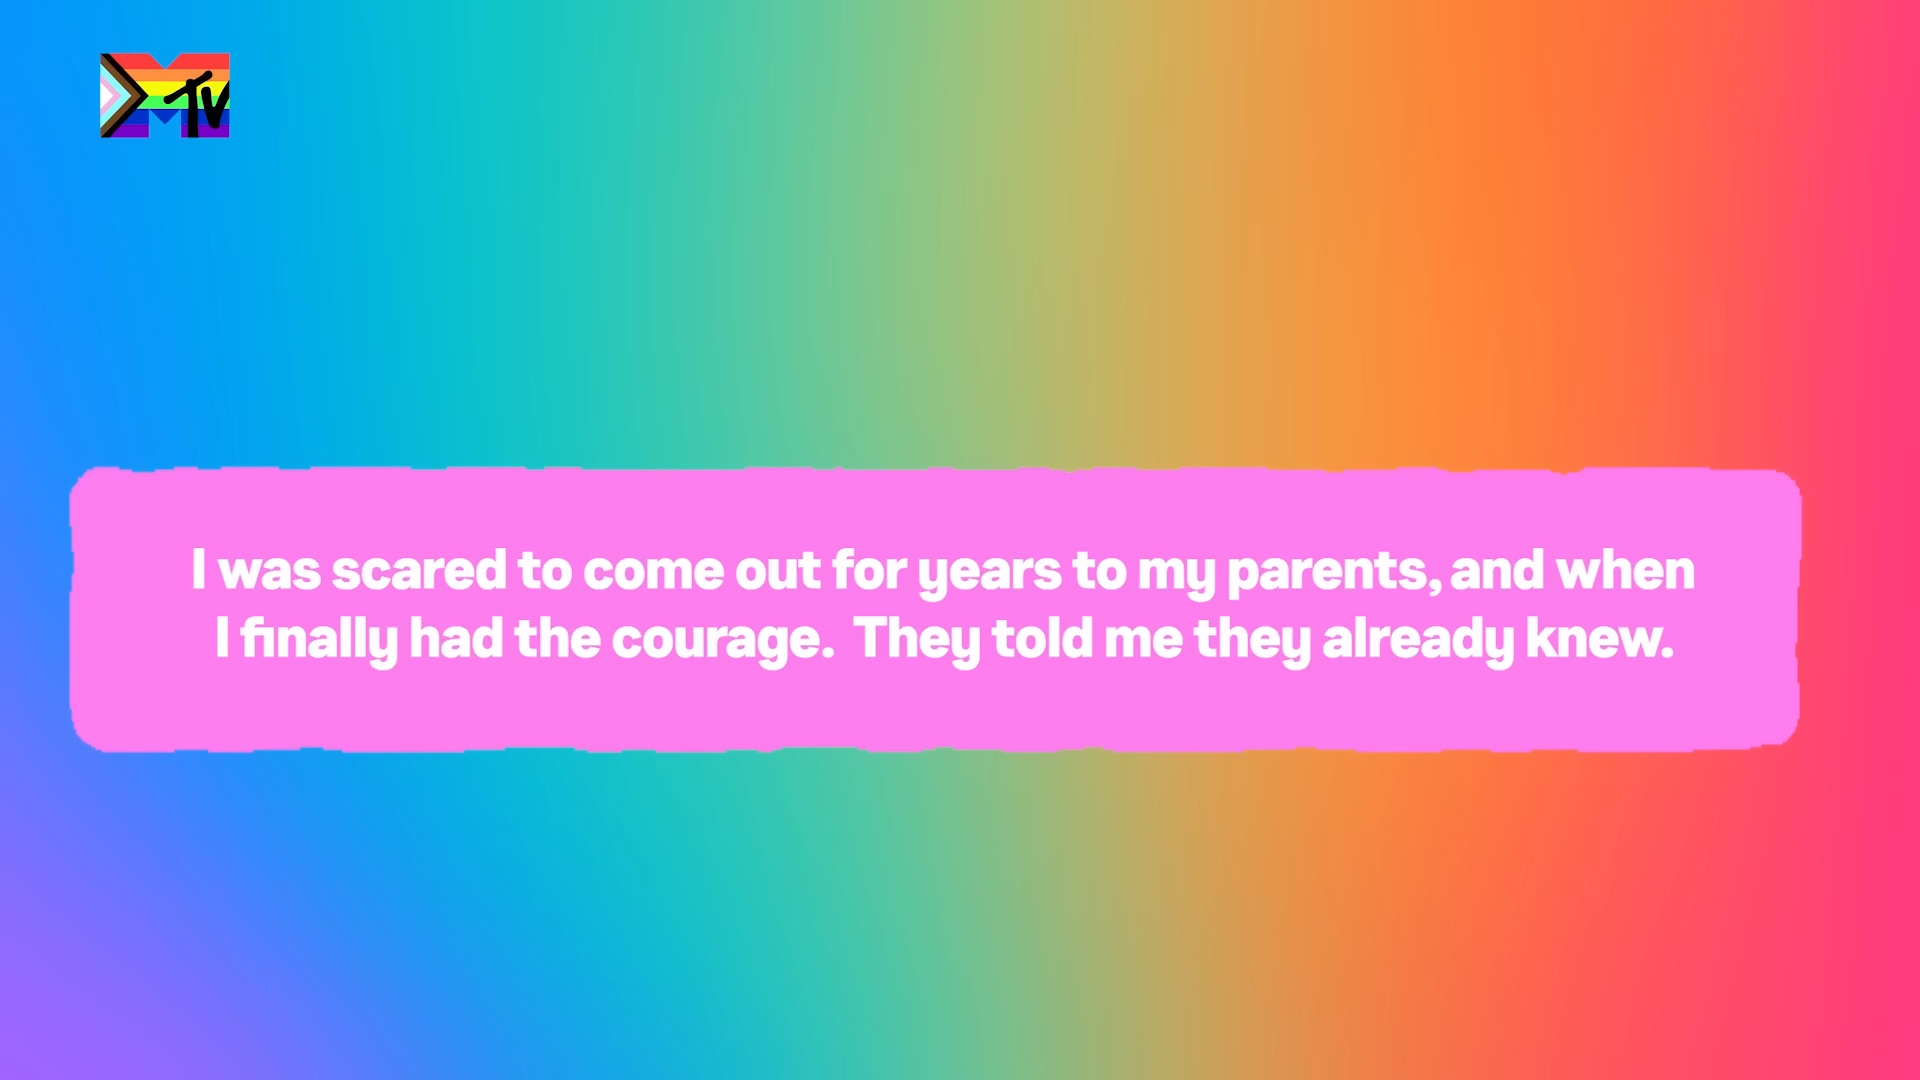 MTV
I was scared to come out for years to my parents, and when
I finally had the courage.  They told me they already knew.